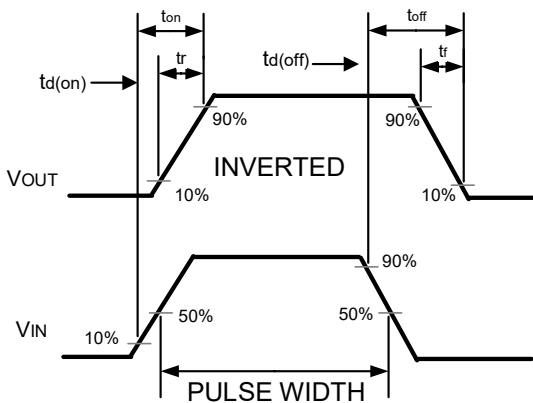 ton
toff
tr
td(off)
tf
td(on)
90%
90%
INVERTED
VOUT
10%
10%
90%
50%
50%
VIN
10%
PULSE WIDTH